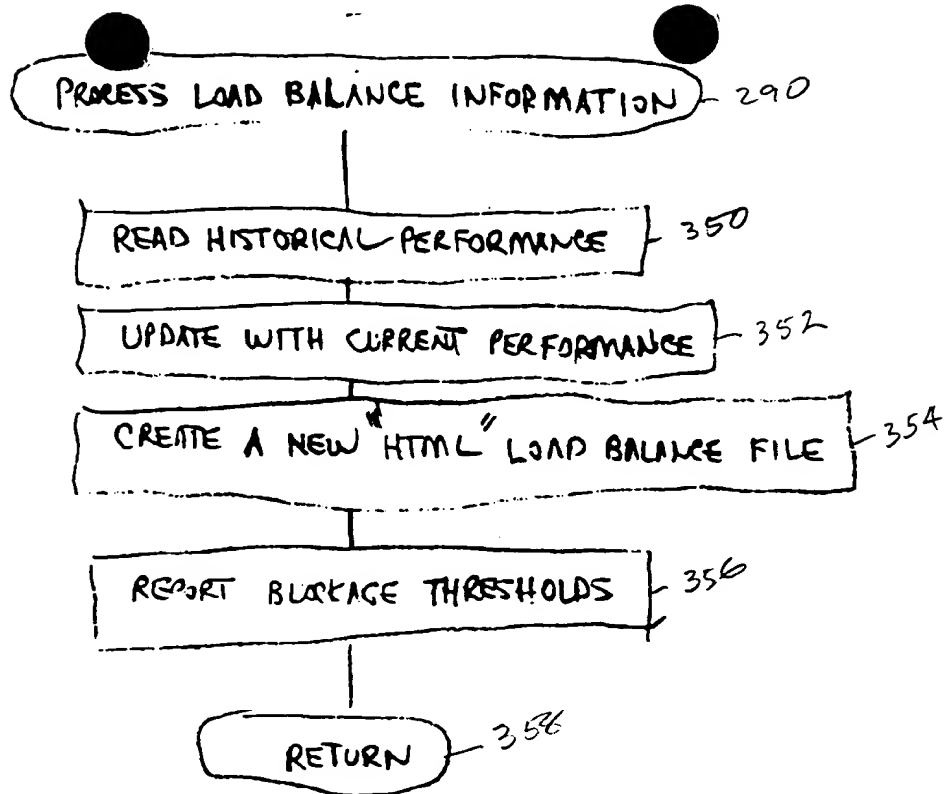 PROCESS LOAD BALANCE INFORMATION 290
READ HISTORICAL PERFORMANCE 350
UPDATE WITH CURRENT PERFORMANCE 352
CREATE A NEW "HTML" LOAD BALANCE FILE 354
REPORT BLOCKAGE THRESHOLDS 356
RETURN 358